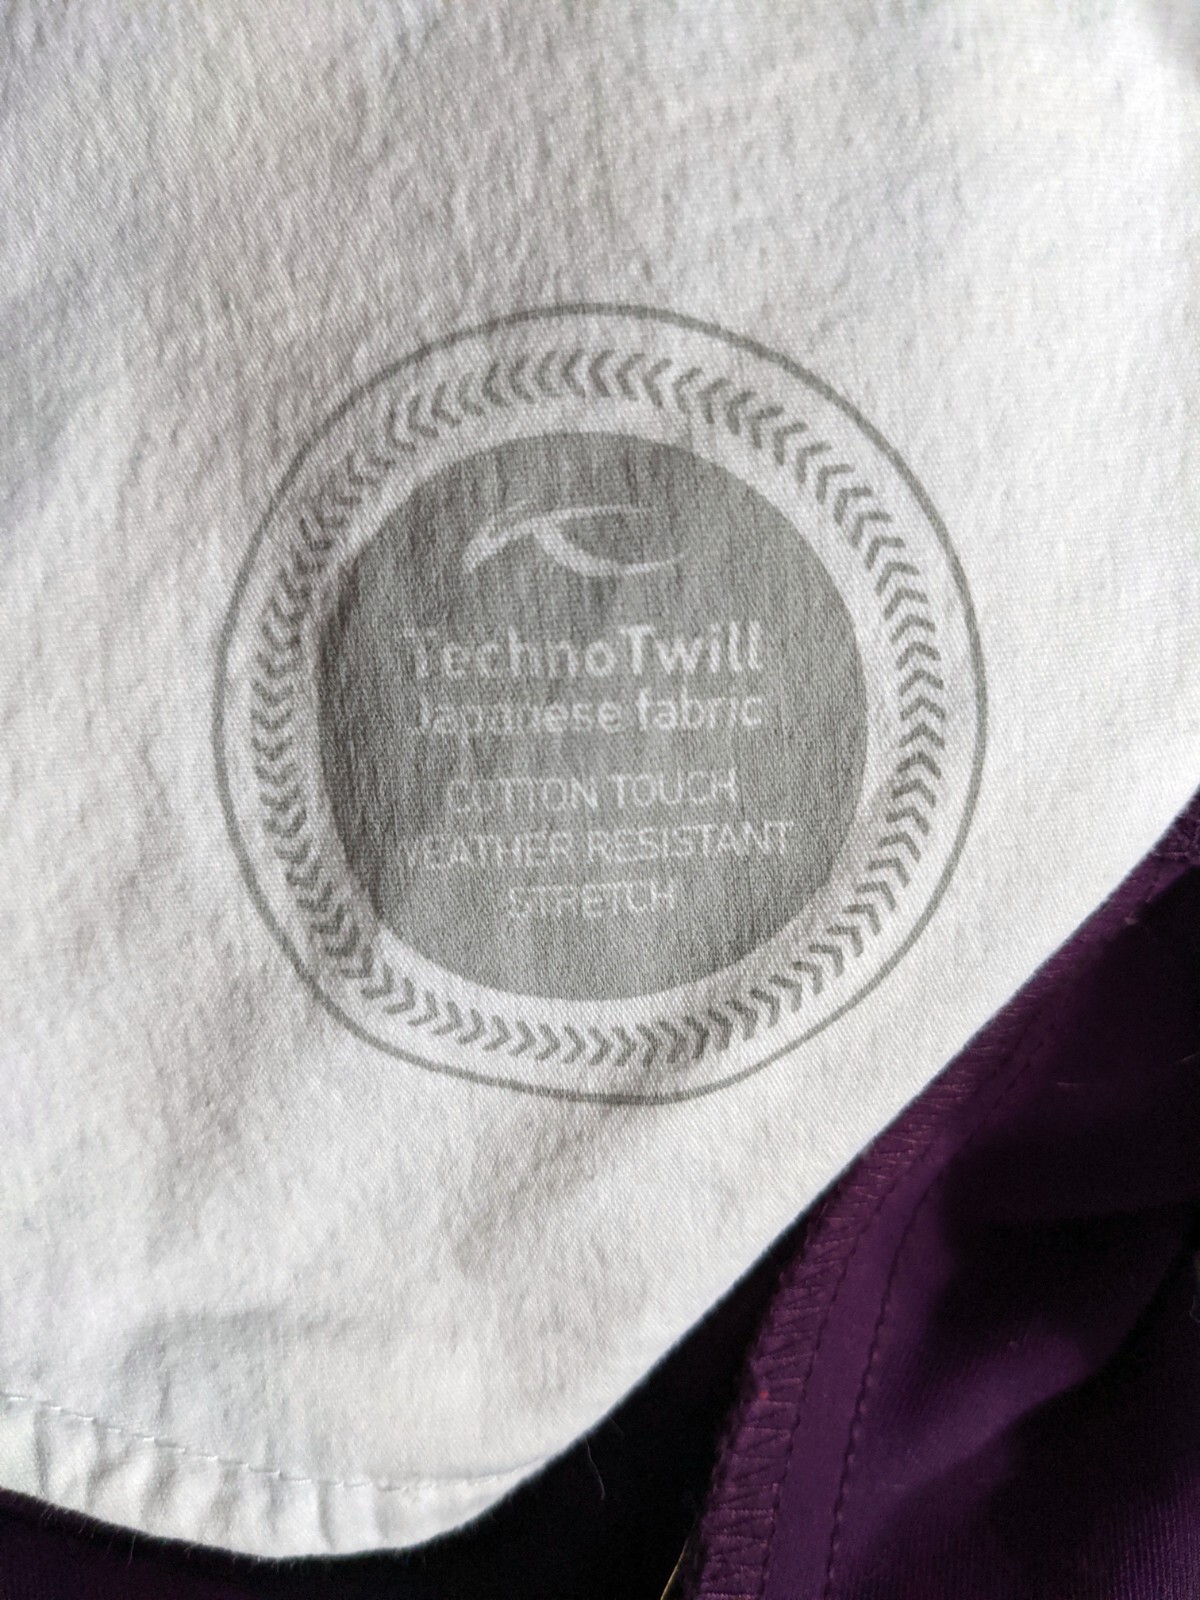 TechnoTwill
Japanese fabric
COTTON TOUCH
WEATHER RESISTANT
STRETCH